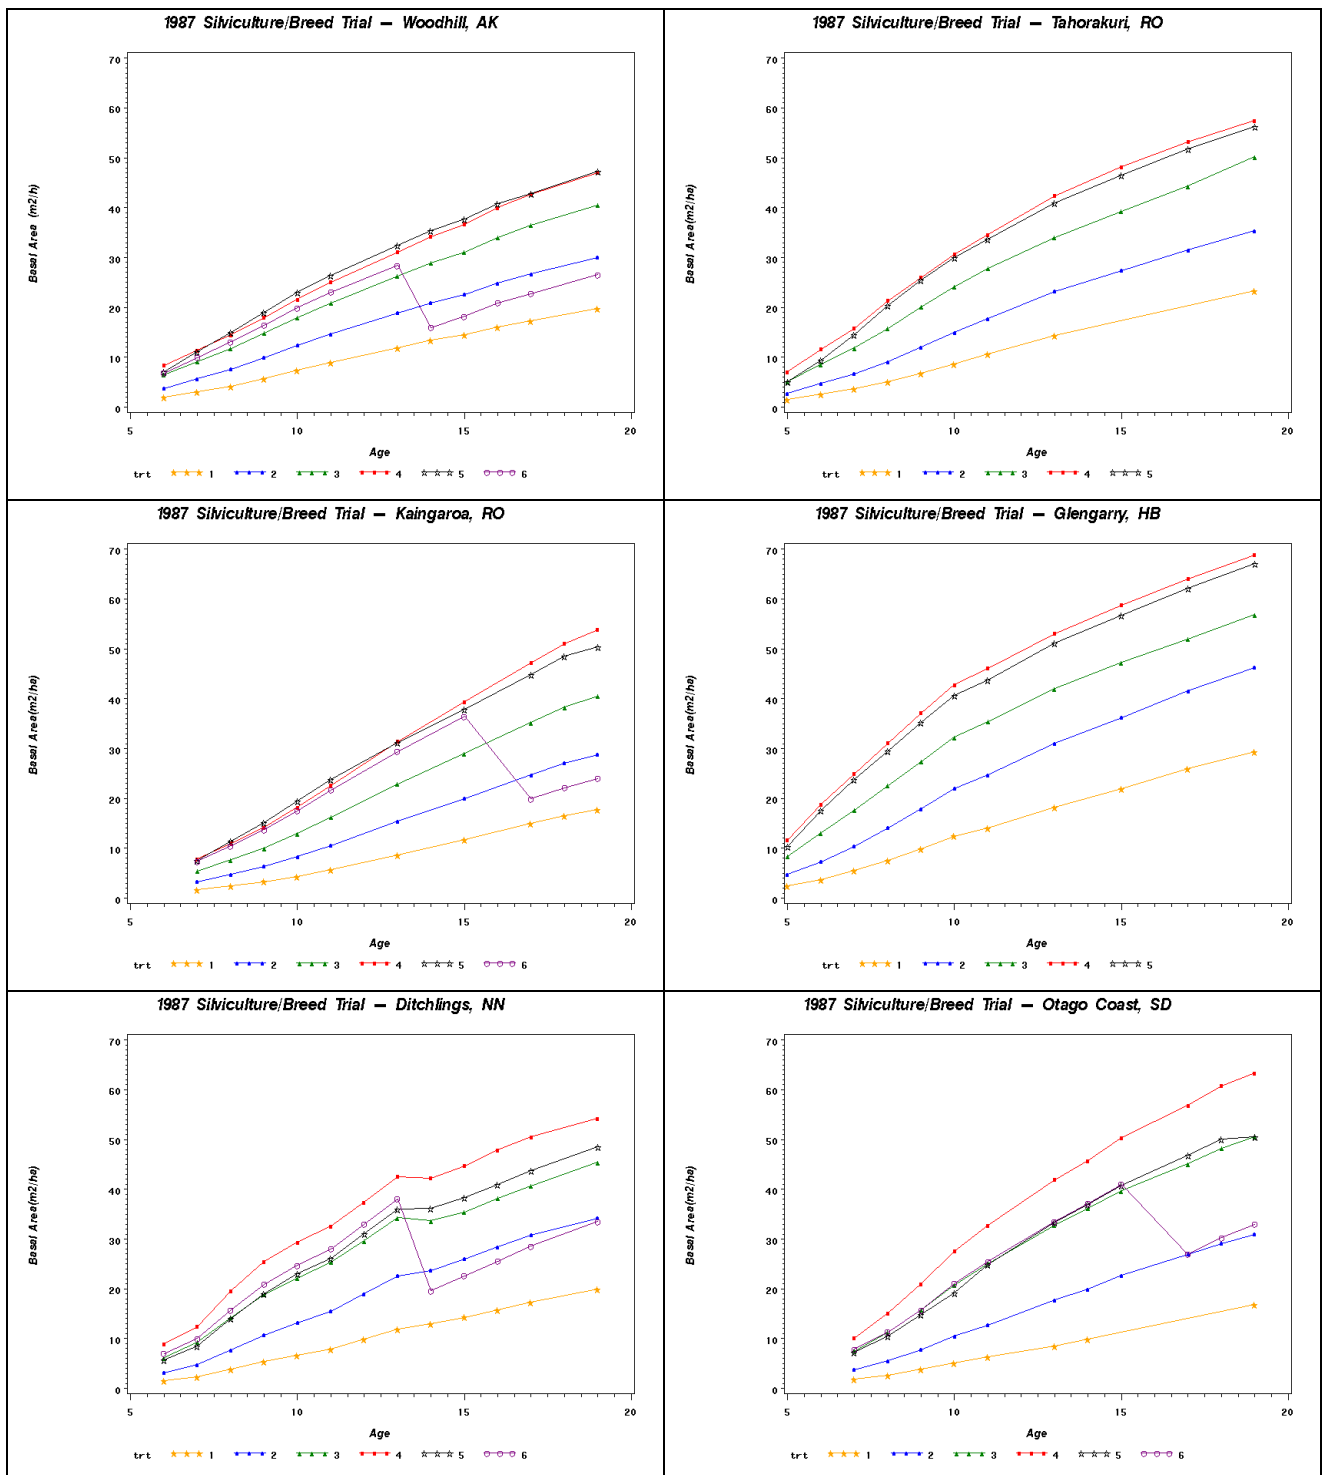 1987 Silviculture/Breed Trial – Woodhill, AK
70
60
50
40
30
20
10
0
Basal Area (m2/h)
5 10 15 20
Age
trt 1 2 3 4 5 6
1987 Silviculture/Breed Trial – Tahorakuri, RO
70
60
50
40
30
20
10
0
Basal Area(m2/ha)
5 10 15 20
Age
trt 1 2 3 4 5
1987 Silviculture/Breed Trial – Kaingaroa, RO
70
60
50
40
30
20
10
0
Basal Area(m2/ha)
5 10 15 20
Age
trt 1 2 3 4 5 6
1987 Silviculture/Breed Trial – Glengarry, HB
70
60
50
40
30
20
10
0
Basal Area(m2/ha)
5 10 15 20
Age
trt 1 2 3 4 5
1987 Silviculture/Breed Trial – Ditchlings, NN
70
60
50
40
30
20
10
0
Basal Area(m2/ha)
5 10 15 20
Age
trt 1 2 3 4 5 6
1987 Silviculture/Breed Trial – Otago Coast, SD
70
60
50
40
30
20
10
0
Basal Area(m2/ha)
5 10 15 20
Age
trt 1 2 3 4 5 6